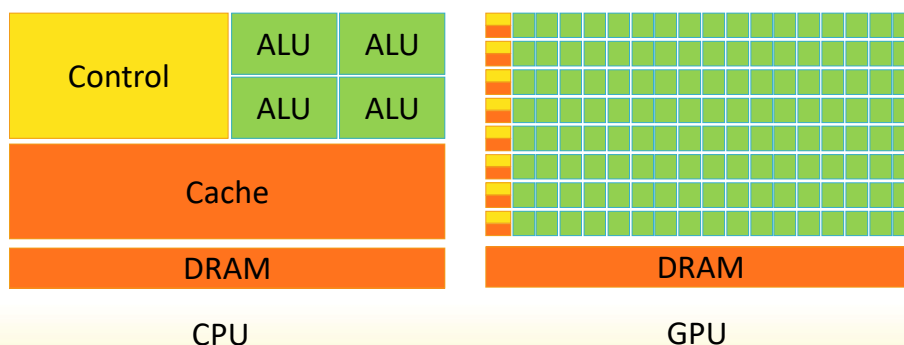 Control
ALU ALU
ALU ALU
Cache
DRAM
CPU
DRAM
GPU